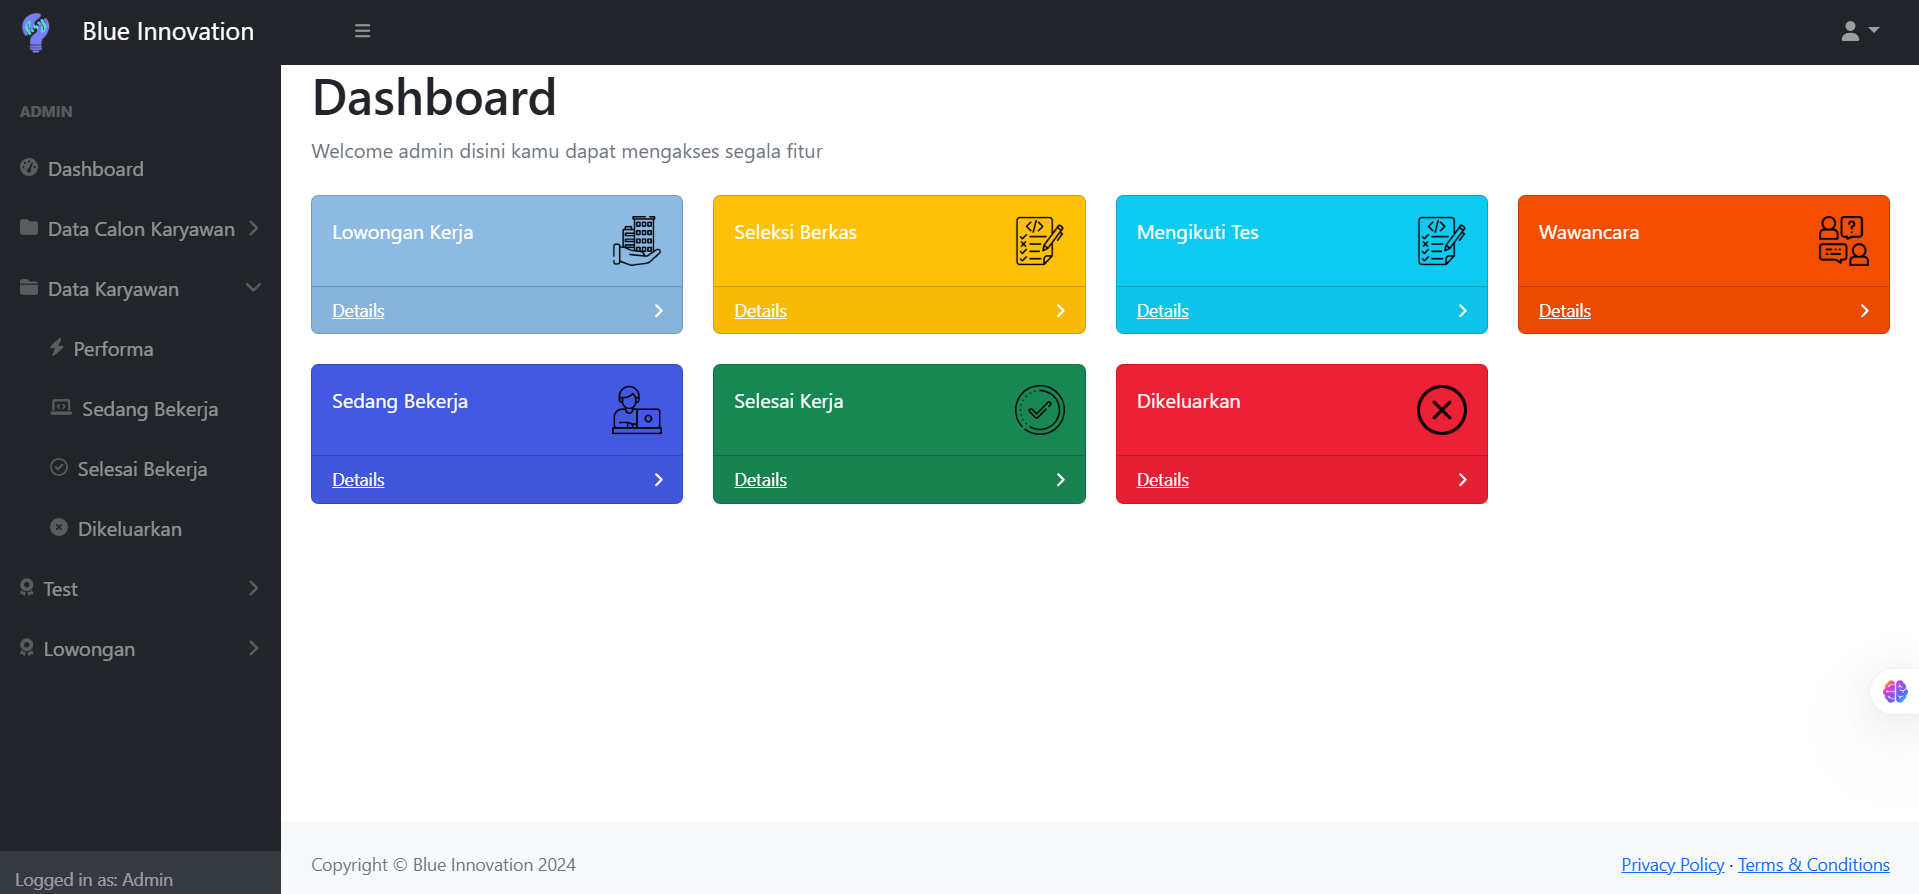 Blue Innovation
ADMIN
Dashboard
Data Calon Karyawan
Data Karyawan
Performa
Sedang Bekerja
Selesai Bekerja
Dikeluarkan
Test
Lowongan
Logged in as: Admin
Dashboard
Welcome admin disini kamu dapat mengakses segala fitur
Lowongan Kerja
Details
Seleksi Berkas
Details
Mengikuti Tes
Details
Wawancara
Details
Sedang Bekerja
Details
Selesai Kerja
Details
Dikeluarkan
Details
Copyright © Blue Innovation 2024
Privacy Policy · Terms & Conditions